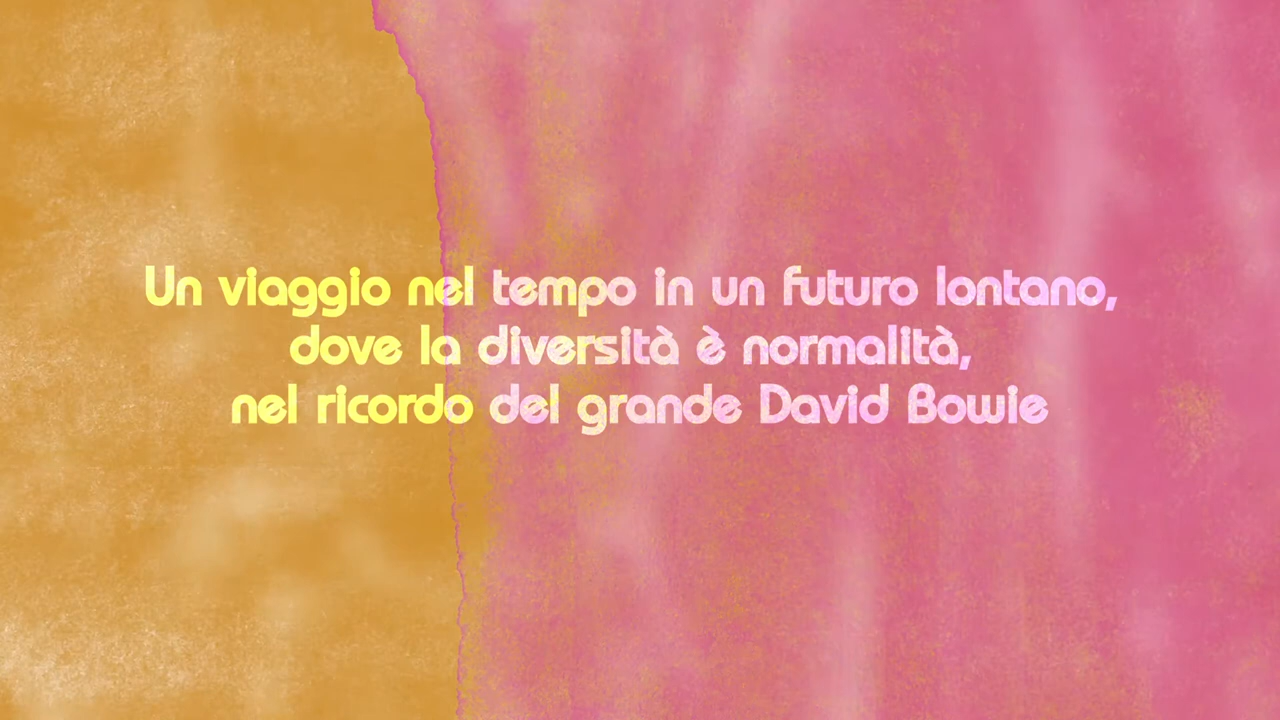 Un viaggio nel tempo in un futuro lontano,
dove la diversità è normalità,
nel ricordo del grande David Bowie